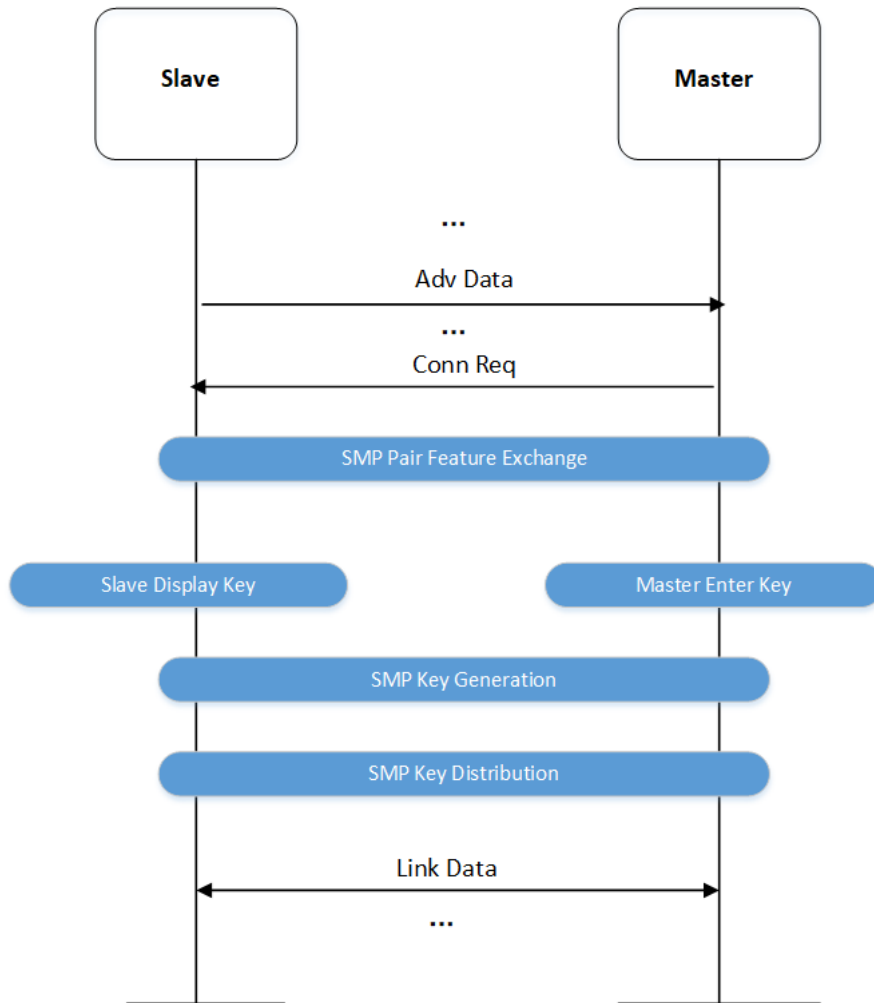 Slave
Master
...
Adv Data
...
Conn Req
SMP Pair Feature Exchange
Slave Display Key
Master Enter Key
SMP Key Generation
SMP Key Distribution
Link Data
...